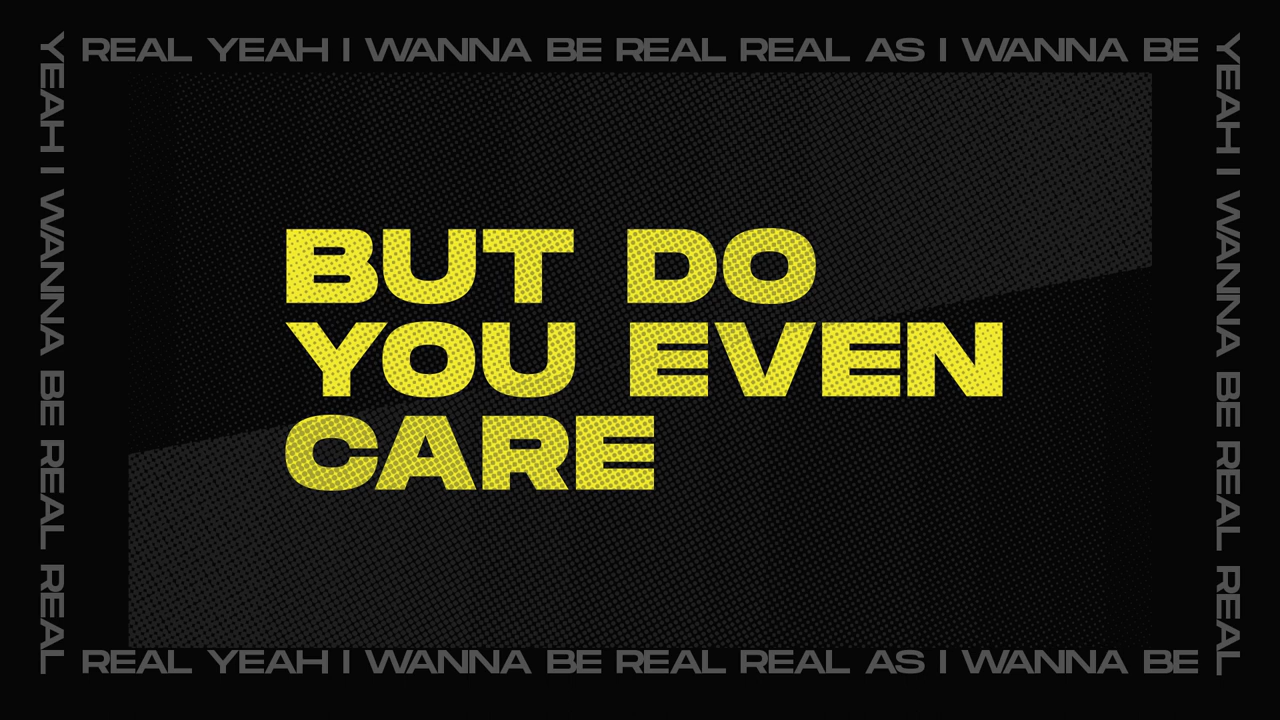 REAL YEAH I WANNA BE REAL REAL AS I WANNA BE
YEAH I WANNA BE REAL REAL
BUT DO
YOU EVEN
CARE
YEAH I WANNA BE REAL REAL
REAL YEAH I WANNA BE REAL REAL AS I WANNA BE